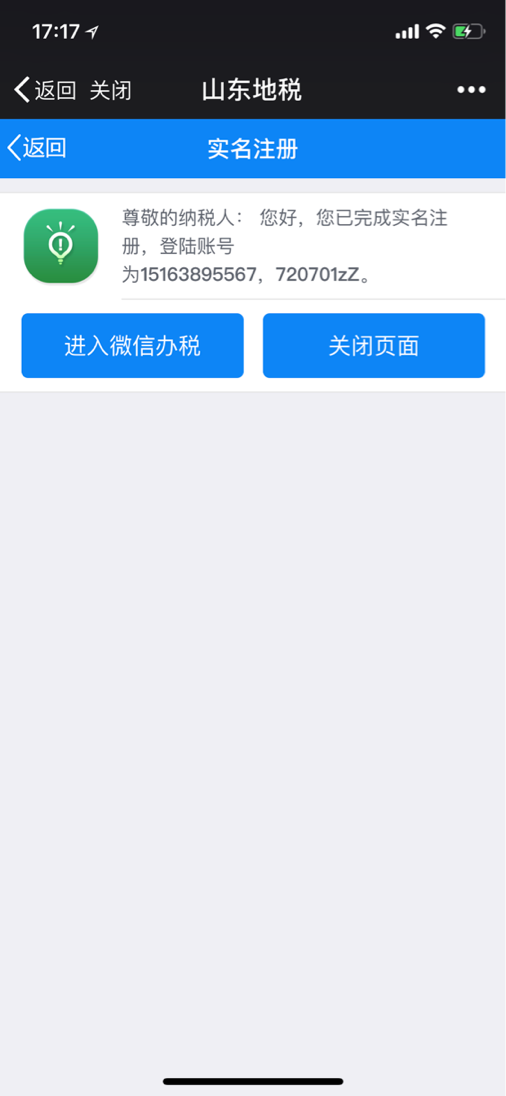 17:17
返回 关闭 山东地税
返回 实名注册
尊敬的纳税人： 您好，您已完成实名注
册，登陆账号
为15163895567，720701zZ。
进入微信办税 关闭页面